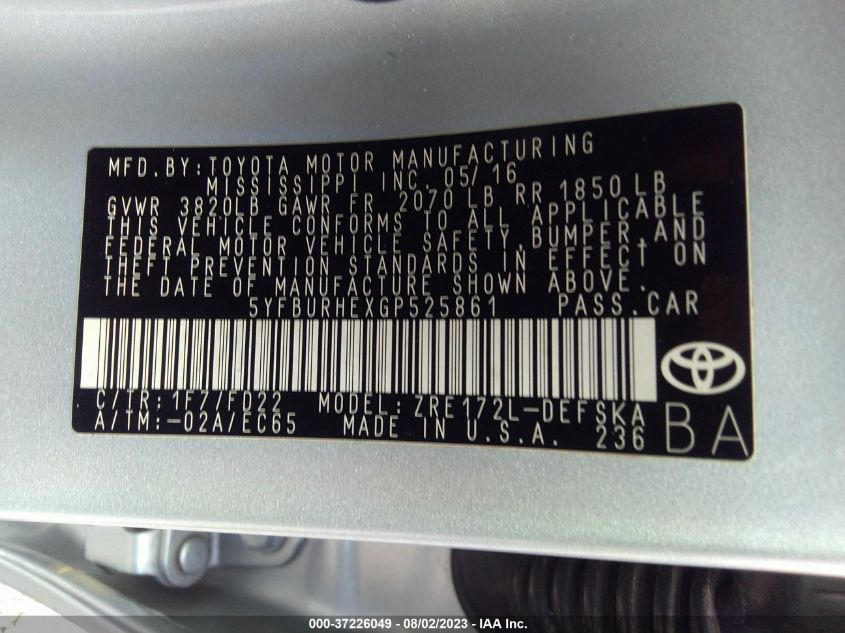 MFD.BY:TOYOTA MOTOR MANUFACTURING
MISSISSIPPI INC. 05/16
GVWR 3820LB GAWR FR 2070 LB RR 1850 LB
THIS VEHICLE CONFORMS TO ALL APPLICABLE
FEDERAL MOTOR VEHICLE SAFETY,BUMPER,AND
THEFT PREVENTION STANDARDS IN EFFECT ON
THE DATE OF MANUFACTURE SHOWN ABOVE.
5YFBURHEXGP525861 PASS.CAR
C/TR:1F7/FD22 MODEL:ZRE172L-DEFSKA
A/TM:-02A/EC65 MADE IN U.S.A. 236
BA
000-37226049 - 08/02/2023 - IAA Inc.